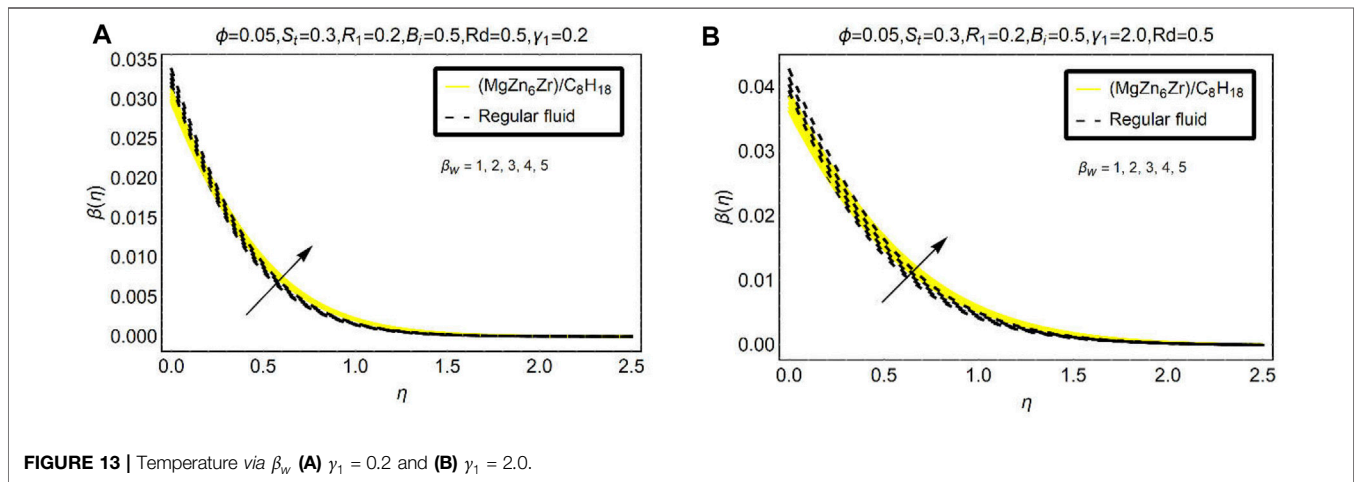 A
ϕ=0.05,Sₜ=0.3,R₁=0.2,Bᵢ=0.5,Rd=0.5,γ₁=0.2
0.035
0.030
0.025
0.020
0.015
0.010
0.005
0.000
β(η)
(MgZn₆Zr)/C₈H₁₈
Regular fluid
β_w = 1, 2, 3, 4, 5
0.0 0.5 1.0 1.5 2.0 2.5
η
B
ϕ=0.05,Sₜ=0.3,R₁=0.2,Bᵢ=0.5,γ₁=2.0,Rd=0.5
0.04
0.03
0.02
0.01
0.00
β(η)
(MgZn₆Zr)/C₈H₁₈
Regular fluid
β_w = 1, 2, 3, 4, 5
0.0 0.5 1.0 1.5 2.0 2.5
η
FIGURE 13 | Temperature via β_w (A) γ₁ = 0.2 and (B) γ₁ = 2.0.